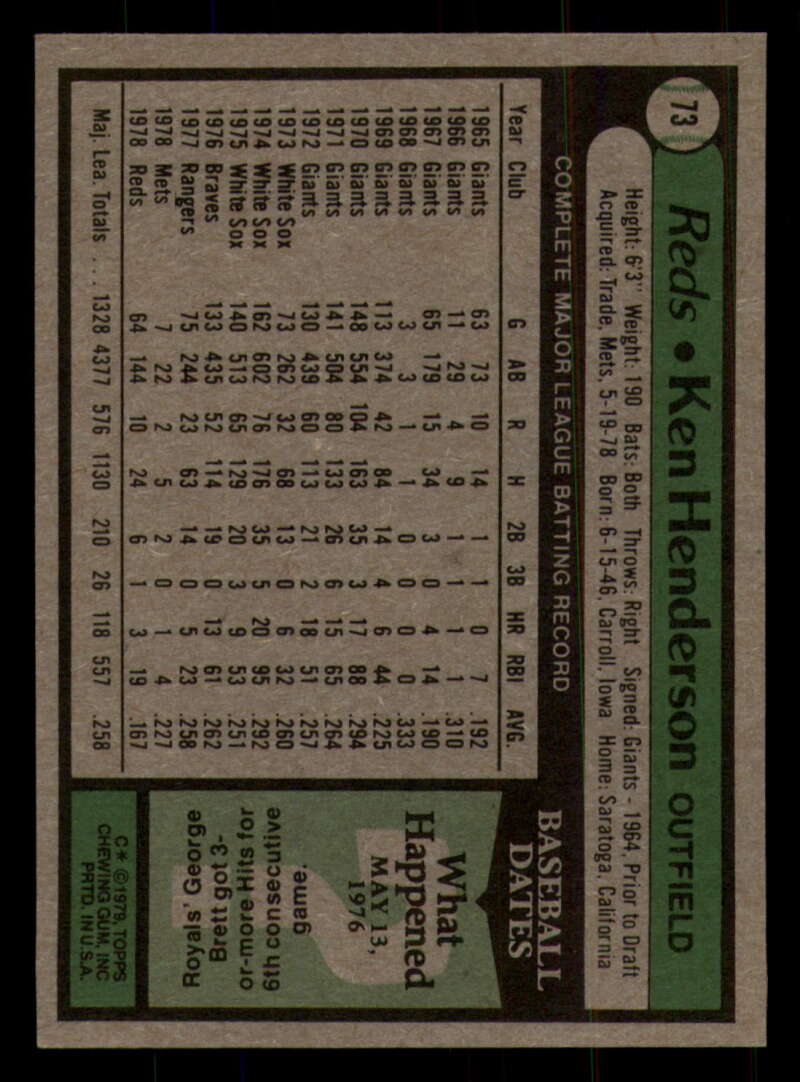 73
Reds • Ken Henderson OUTFIELD
Height: 6'3" Weight: 190 Bats: Both Throws: Right Signed: Giants - 1964, Prior to Draft
Acquired: Trade, Mets, 5-19-78 Born: 6-15-46, Carroll, Iowa Home: Saratoga, California
COMPLETE MAJOR LEAGUE BATTING RECORD
Year Club G AB R H 2B 3B HR RBI AVG.
1965 Giants 63 73 10 14 1 1 0 7 .192
1966 Giants 11 29 4 9 1 1 1 1 .310
1967 Giants 65 179 15 34 3 0 4 14 .190
1968 Giants 3 3 1 1 0 0 0 0 .333
1969 Giants 113 374 42 84 14 4 6 44 .225
1970 Giants 148 554 104 163 35 3 17 88 .294
1971 Giants 141 504 80 133 26 6 15 65 .264
1972 Giants 130 439 60 113 21 2 18 51 .257
1973 White Sox 73 262 32 68 13 0 6 32 .260
1974 White Sox 162 602 76 176 35 5 20 95 .292
1975 White Sox 140 513 65 129 20 3 9 53 .251
1976 Braves 133 435 52 114 19 0 13 61 .262
1977 Rangers 75 244 23 63 14 0 5 23 .258
1978 Mets 7 22 2 5 2 0 1 4 .227
1978 Reds 64 144 10 24 6 1 3 19 .167
Maj. Lea. Totals . . . 1328 4377 576 1130 210 26 118 557 .258
BASEBALL
DATES
What
Happened
MAY 13,
1976
Royals' George
Brett got 3-
or-more Hits for
6th consecutive
game.
C* ©1979, TOPPS
CHEWING GUM, INC
PRTD. IN U.S.A.